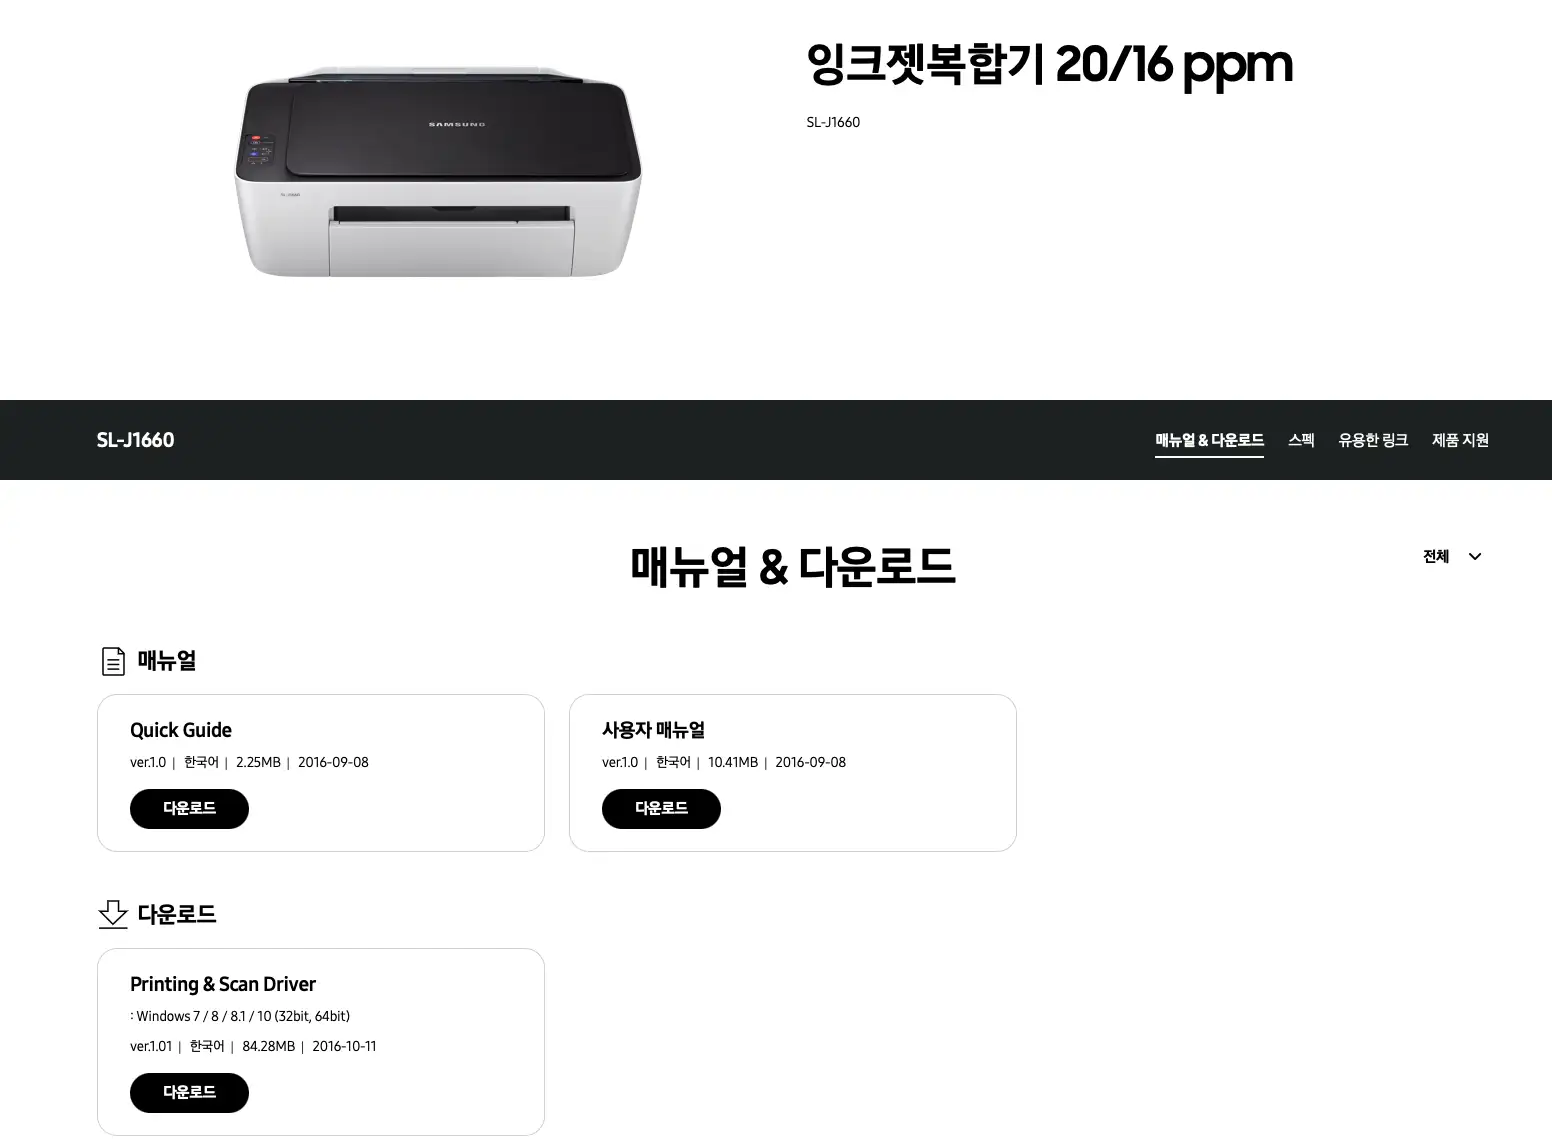 잉크젯복합기 20/16 ppm
SL-J1660
SAMSUNG
SL-J1660
매뉴얼 & 다운로드
스펙
유용한 링크
제품 지원
매뉴얼 & 다운로드
전체
매뉴얼
Quick Guide
ver.1.0 | 한국어 | 2.25MB | 2016-09-08
다운로드
사용자 매뉴얼
ver.1.0 | 한국어 | 10.41MB | 2016-09-08
다운로드
다운로드
Printing & Scan Driver
: Windows 7 / 8 / 8.1 / 10 (32bit, 64bit)
ver.1.01 | 한국어 | 84.28MB | 2016-10-11
다운로드